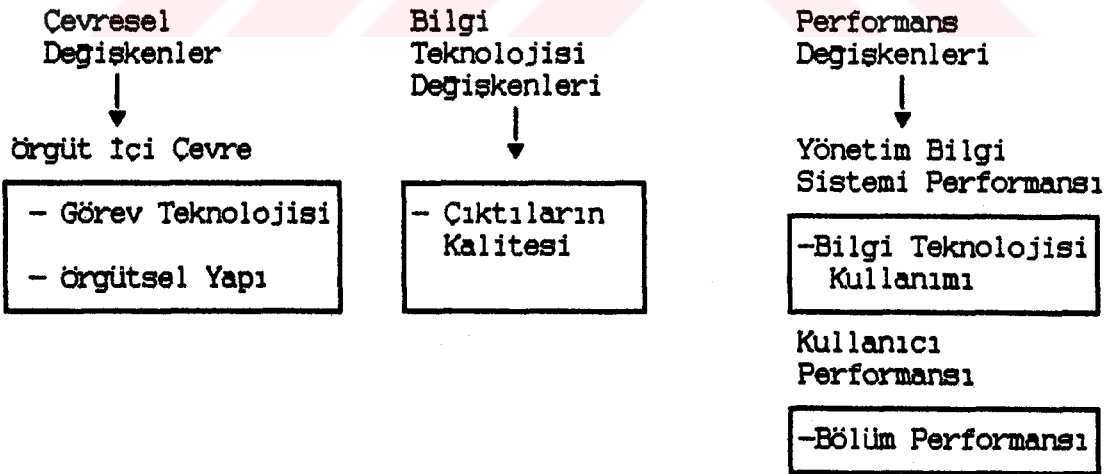 Çevresel
Değişkenler
örgüt İçi Çevre
- Görev Teknolojisi
- örgütsel Yapı
Bilgi
Teknolojisi
Değişkenleri
- Çıktıların
Kalitesi
Performans
Değişkenleri
Yönetim Bilgi
Sistemi Performansı
-Bilgi Teknolojisi
Kullanımı
Kullanıcı
Performansı
-Bölüm Performansı